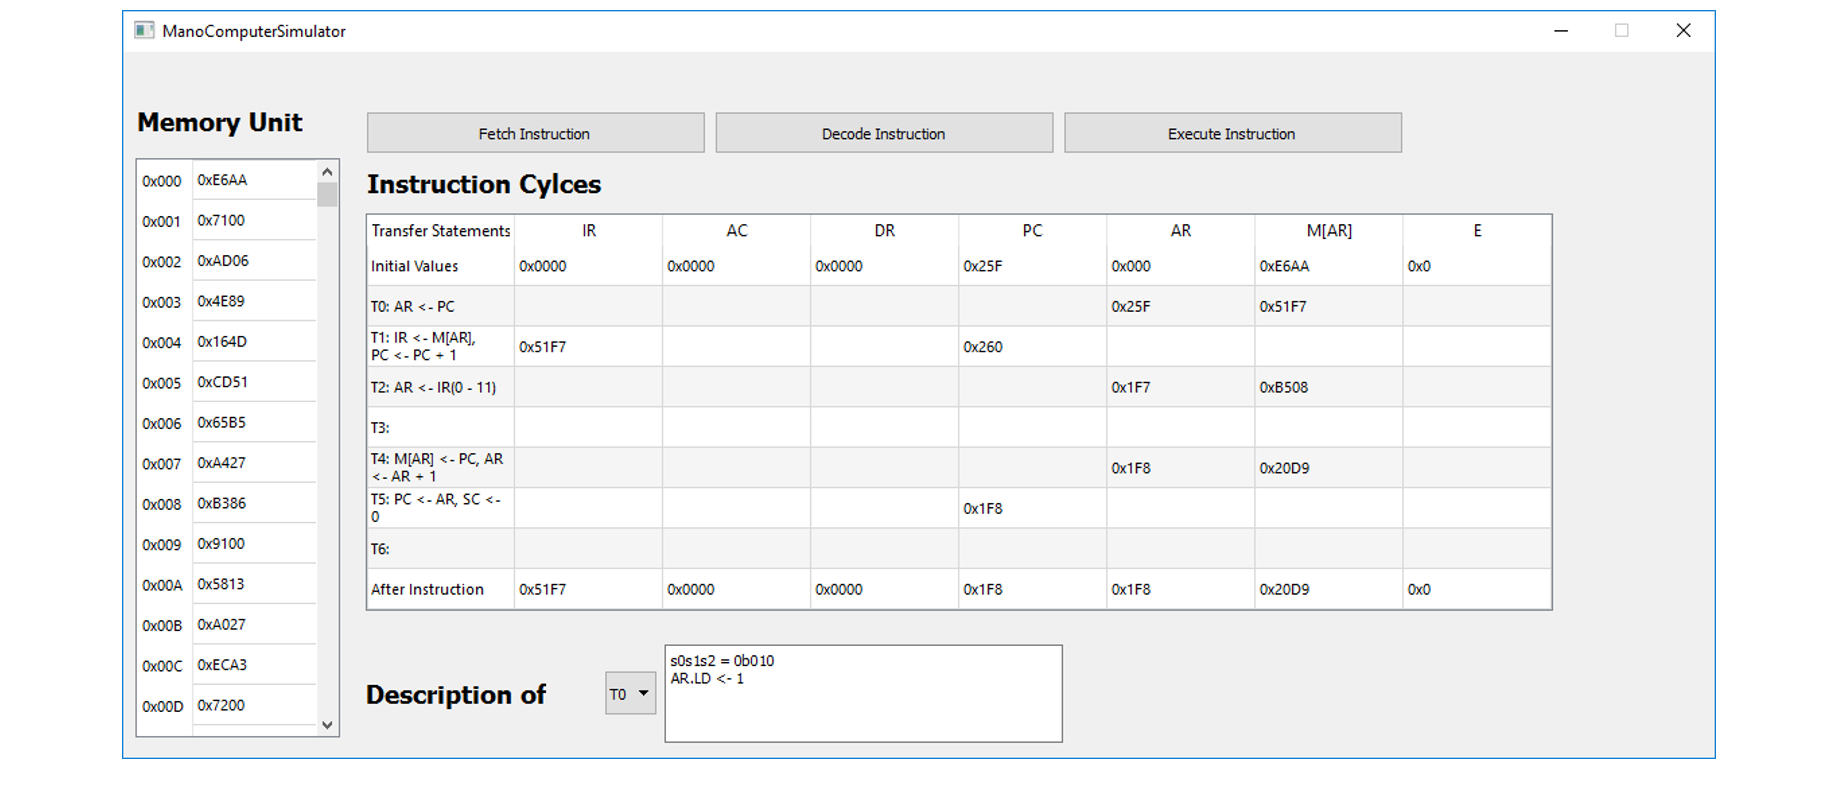 ManoComputerSimulator
Memory Unit
Fetch Instruction
Decode Instruction
Execute Instruction
0x000 0xE6AA
0x001 0x7100
0x002 0xAD06
0x003 0x4E89
0x004 0x164D
0x005 0xCD51
0x006 0x65B5
0x007 0xA427
0x008 0xB386
0x009 0x9100
0x00A 0x5813
0x00B 0xA027
0x00C 0xECA3
0x00D 0x7200
Instruction Cylces
Transfer Statements IR AC DR PC AR M[AR] E
Initial Values 0x0000 0x0000 0x0000 0x25F 0x000 0xE6AA 0x0
T0: AR <- PC 0x25F 0x51F7
T1: IR <- M[AR],
PC <- PC + 1 0x51F7 0x260
T2: AR <- IR(0 - 11) 0x1F7 0xB508
T3:
T4: M[AR] <- PC, AR
<- AR + 1 0x1F8 0x20D9
T5: PC <- AR, SC <-
0 0x1F8
T6:
After Instruction 0x51F7 0x0000 0x0000 0x1F8 0x1F8 0x20D9 0x0
Description of
T0
s0s1s2 = 0b010
AR.LD <- 1